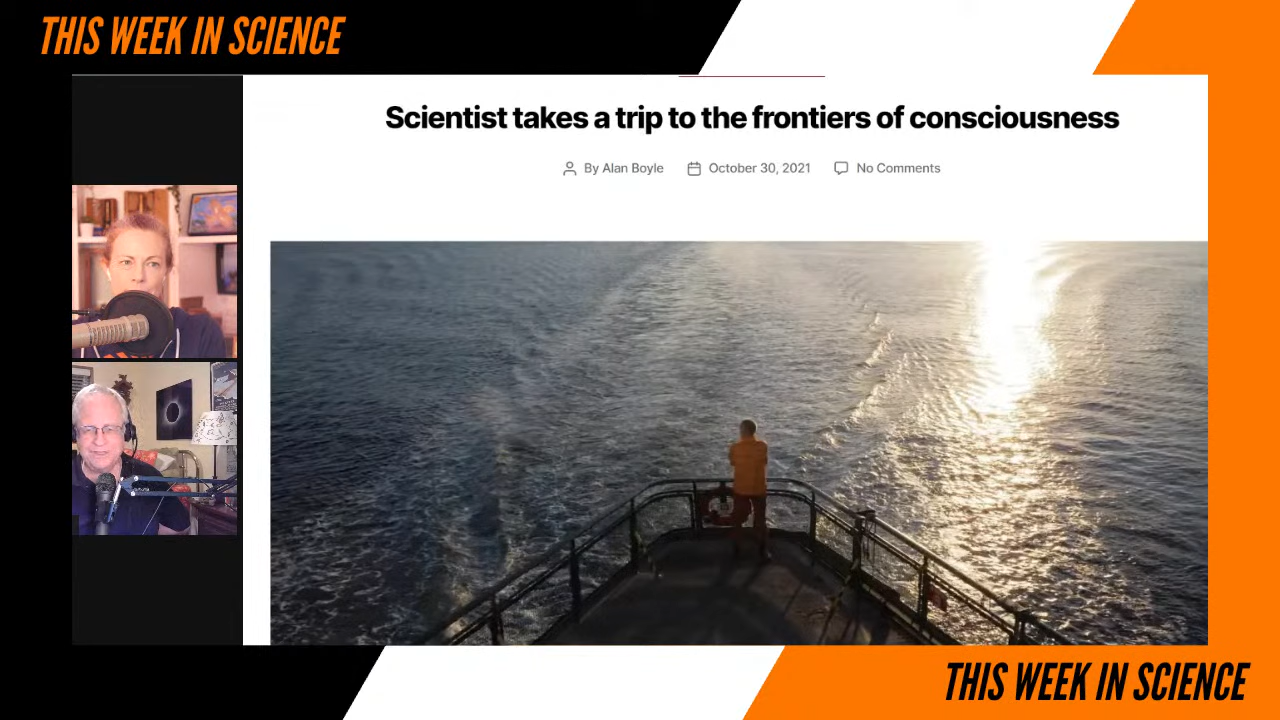 THIS WEEK IN SCIENCE
Scientist takes a trip to the frontiers of consciousness
By Alan Boyle October 30, 2021 No Comments
THIS WEEK IN SCIENCE